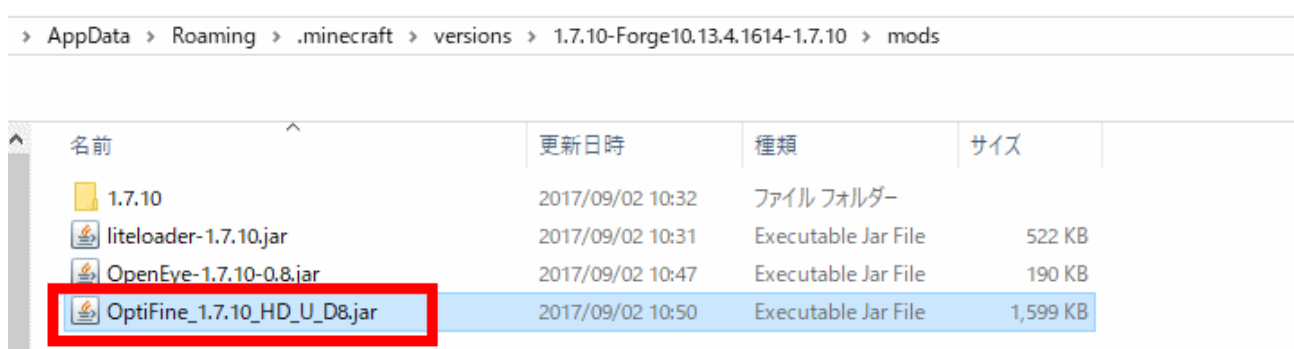 › AppData › Roaming › .minecraft › versions › 1.7.10-Forge10.13.4.1614-1.7.10 › mods
名前 更新日時 種類 サイズ
1.7.10 2017/09/02 10:32 ファイル フォルダー
liteloader-1.7.10.jar 2017/09/02 10:31 Executable Jar File 522 KB
OpenEye-1.7.10-0.8.jar 2017/09/02 10:47 Executable Jar File 190 KB
OptiFine_1.7.10_HD_U_D8.jar 2017/09/02 10:50 Executable Jar File 1,599 KB